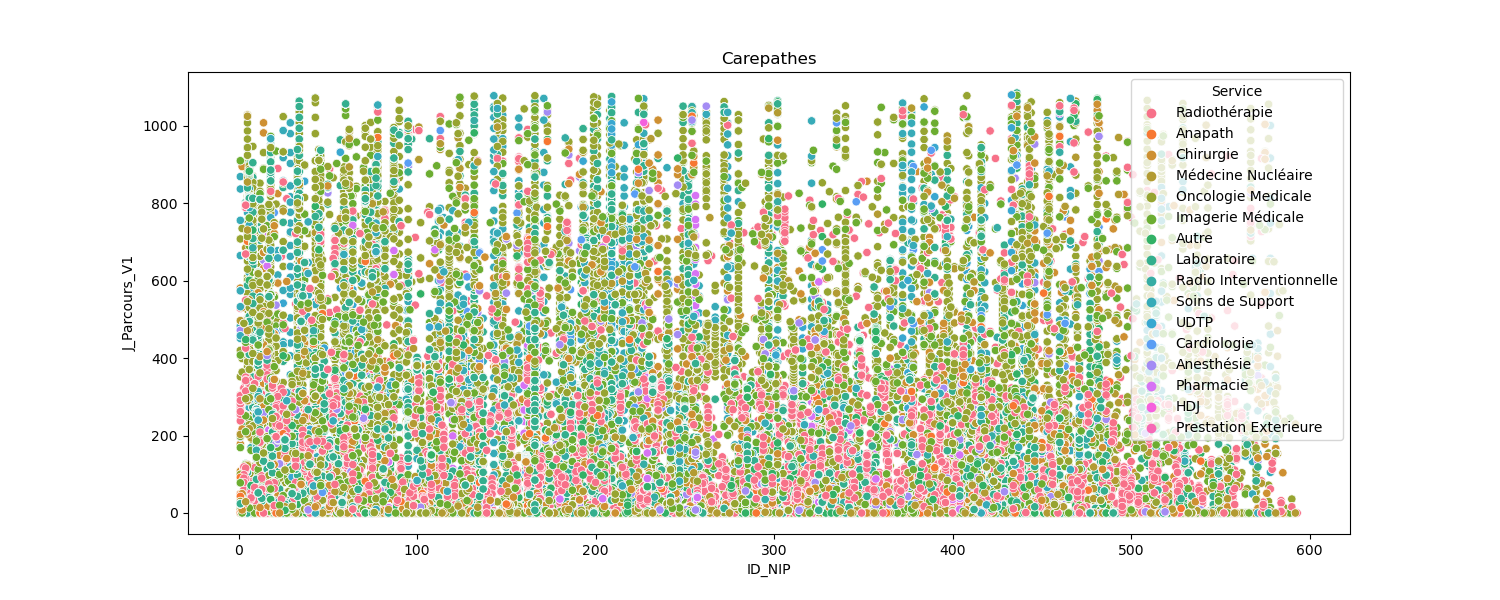 Carepathes
J_Parcours_V1
1000
800
600
400
200
0
0 100 200 300 400 500 600
ID_NIP
Service
Radiothérapie
Anapath
Chirurgie
Médecine Nucléaire
Oncologie Medicale
Imagerie Médicale
Autre
Laboratoire
Radio Interventionnelle
Soins de Support
UDTP
Cardiologie
Anesthésie
Pharmacie
HDJ
Prestation Exterieure